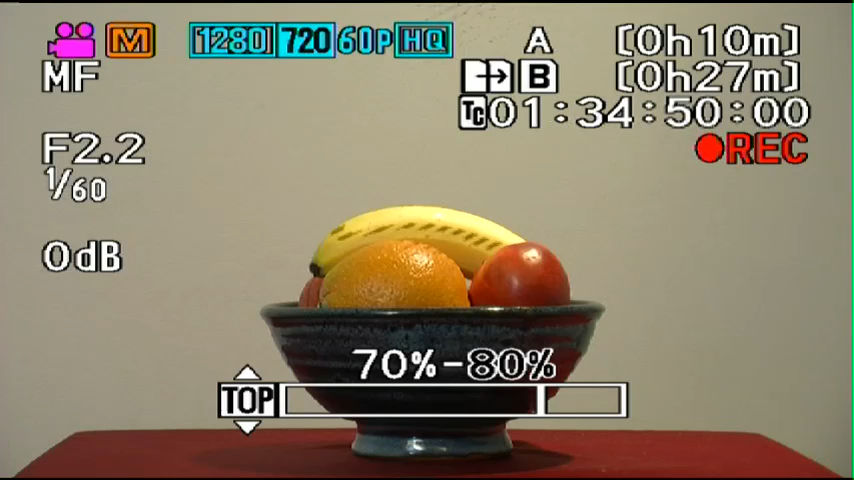 M 1280 720 60P HQ A [0h10m]
MF B [0h27m]
TC 01:34:50:00
F2.2 ●REC
1/60
0dB
70%-80%
TOP